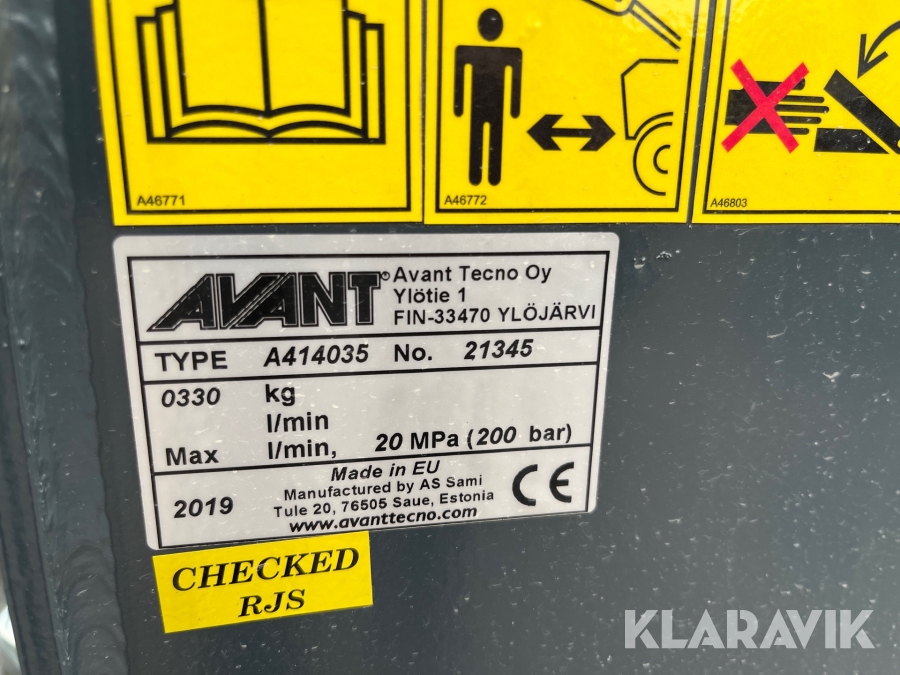 A46771
A46772
A46803
AVANT® Avant Tecno Oy
Ylötie 1
FIN-33470 YLÖJÄRVI
TYPE A414035 No. 21345
0330 kg
l/min
Max l/min, 20 MPa (200 bar)
2019
Made in EU
Manufactured by AS Sami
Tule 20, 76505 Saue, Estonia
www.avanttecno.com
CE
CHECKED
RJS
KLARAVIK